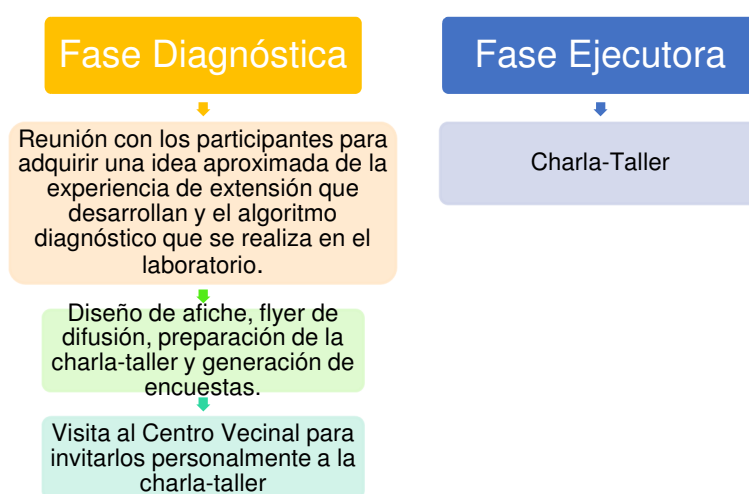 Fase Diagnóstica
Reunión con los participantes para
adquirir una idea aproximada de la
experiencia de extensión que
desarrollan y el algoritmo
diagnóstico que se realiza en el
laboratorio.
Diseño de afiche, flyer de
difusión, preparación de la
charla-taller y generación de
encuestas.
Visita al Centro Vecinal para
invitarlos personalmente a la
charla-taller
Fase Ejecutora
Charla-Taller